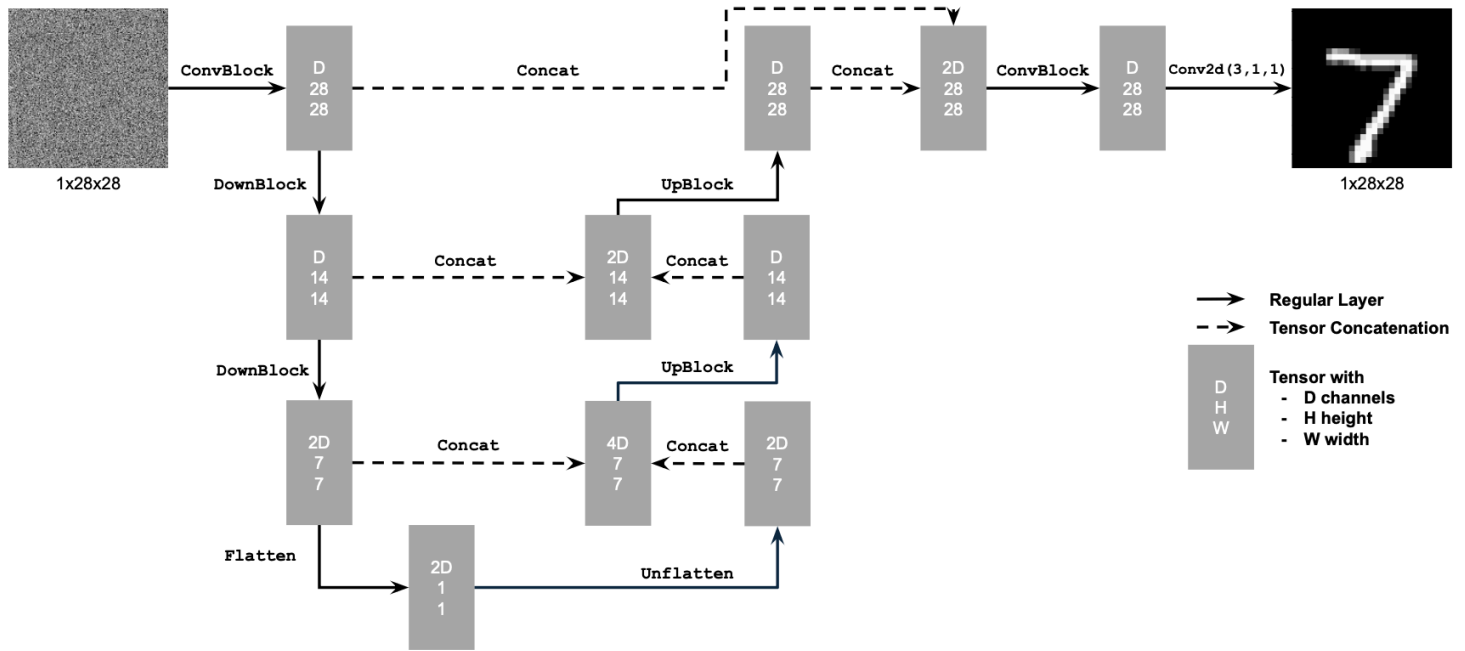 ConvBlock
D
28
28
Concat
D
28
28
Concat
2D
28
28
ConvBlock
D
28
28
Conv2d(3,1,1)
1x28x28
1x28x28
DownBlock
UpBlock
D
14
14
Concat
2D
14
14
Concat
D
14
14
DownBlock
UpBlock
2D
7
7
Concat
4D
7
7
Concat
2D
7
7
Flatten
2D
1
1
Unflatten
Regular Layer
Tensor Concatenation
D
H
W
Tensor with
- D channels
- H height
- W width